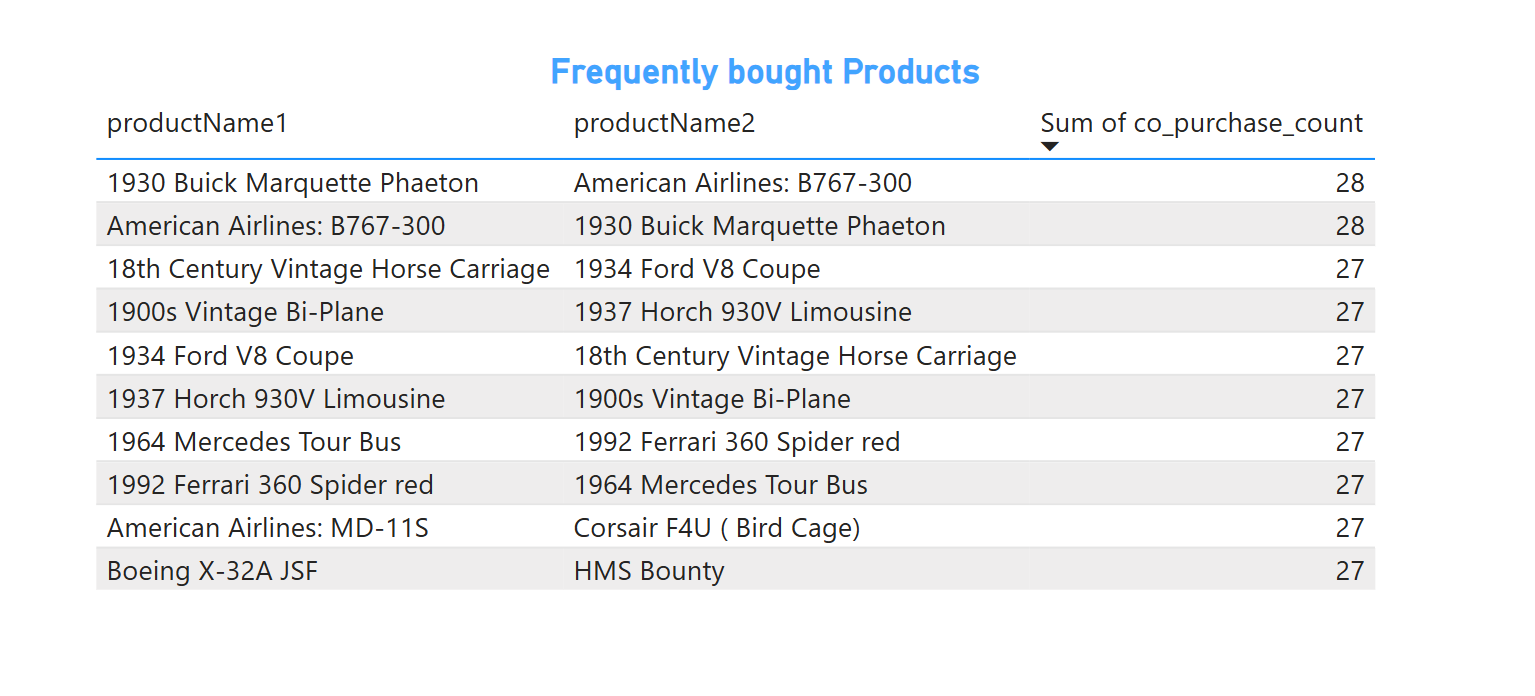 Frequently bought Products
productName1 productName2 Sum of co_purchase_count
1930 Buick Marquette Phaeton American Airlines: B767-300 28
American Airlines: B767-300 1930 Buick Marquette Phaeton 28
18th Century Vintage Horse Carriage 1934 Ford V8 Coupe 27
1900s Vintage Bi-Plane 1937 Horch 930V Limousine 27
1934 Ford V8 Coupe 18th Century Vintage Horse Carriage 27
1937 Horch 930V Limousine 1900s Vintage Bi-Plane 27
1964 Mercedes Tour Bus 1992 Ferrari 360 Spider red 27
1992 Ferrari 360 Spider red 1964 Mercedes Tour Bus 27
American Airlines: MD-11S Corsair F4U ( Bird Cage) 27
Boeing X-32A JSF HMS Bounty 27